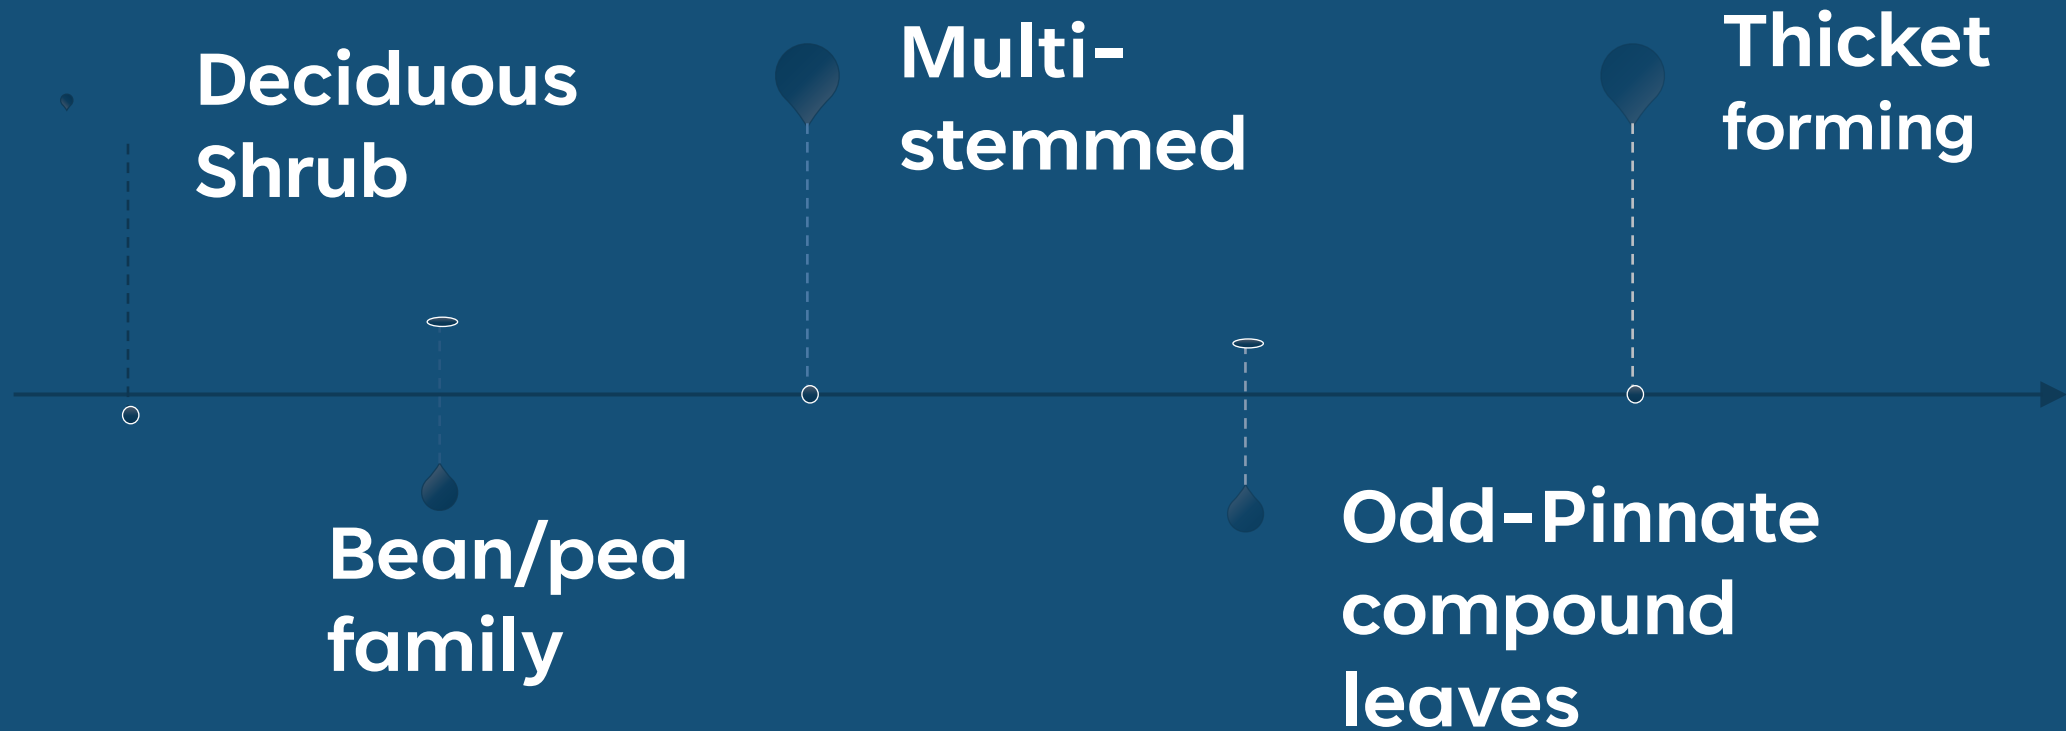 Deciduous
Shrub
Bean/pea
family
Multi-
stemmed
Odd-Pinnate
compound
leaves
Thicket
forming